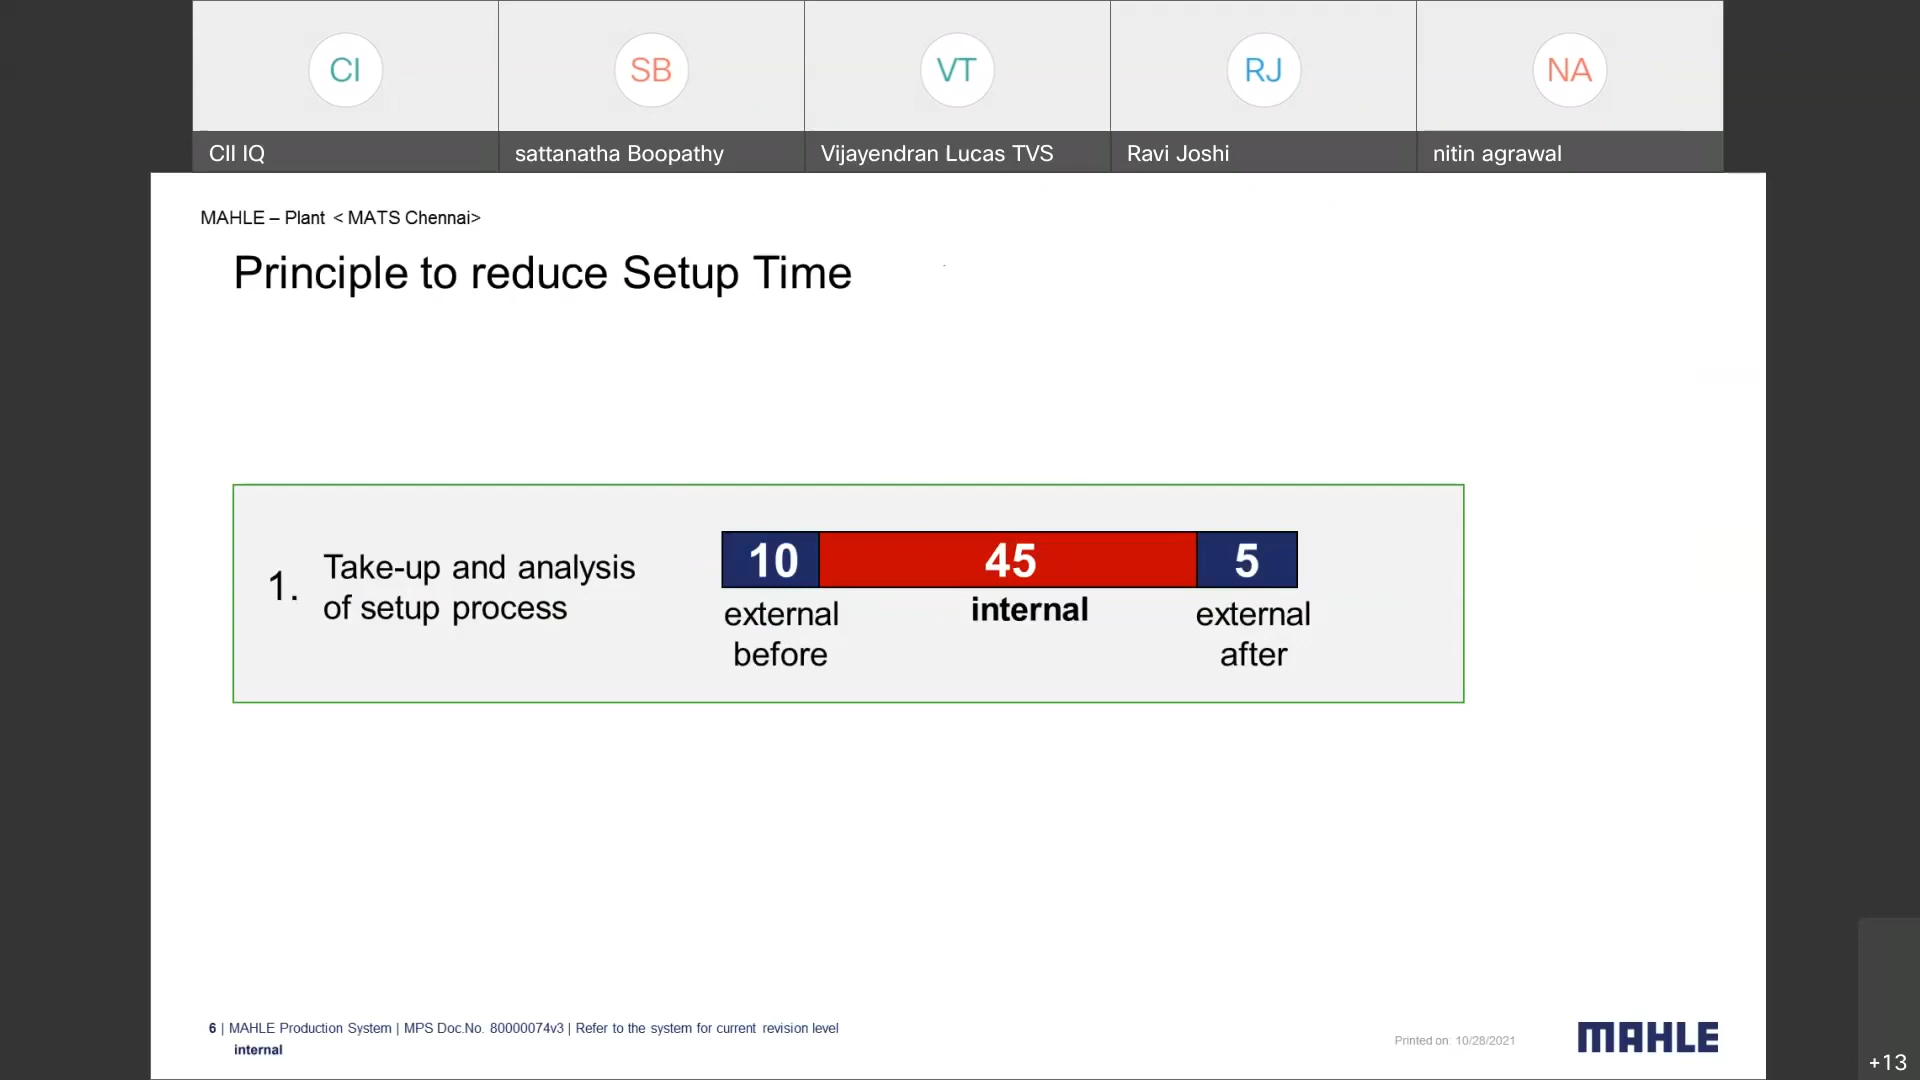 CI
SB
VT
RJ
NA
CII IQ
sattanatha Boopathy
Vijayendran Lucas TVS
Ravi Joshi
nitin agrawal
MAHLE – Plant < MATS Chennai>
Principle to reduce Setup Time
1.
Take-up and analysis
of setup process
10
45
5
external
before
internal
external
after
6 | MAHLE Production System | MPS Doc.No. 80000074v3 | Refer to the system for current revision level
internal
Printed on: 10/28/2021
MAHLE
+13